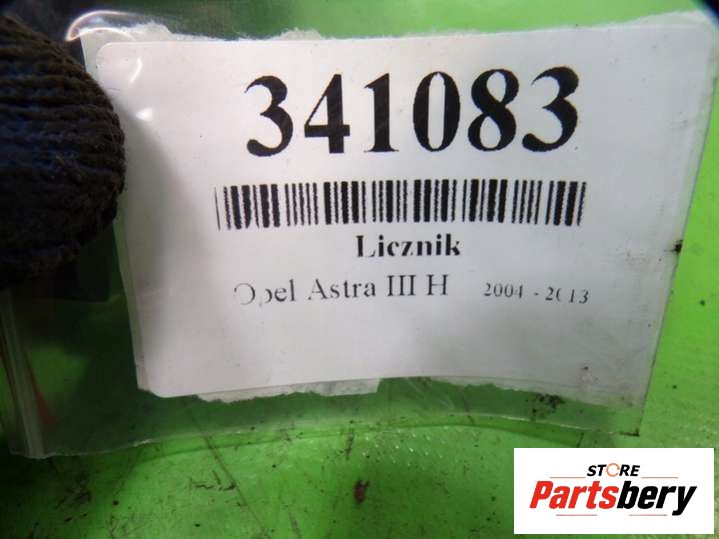 341083
Licznik
Opel Astra III H 2004 - 2013
STORE
Partsbery